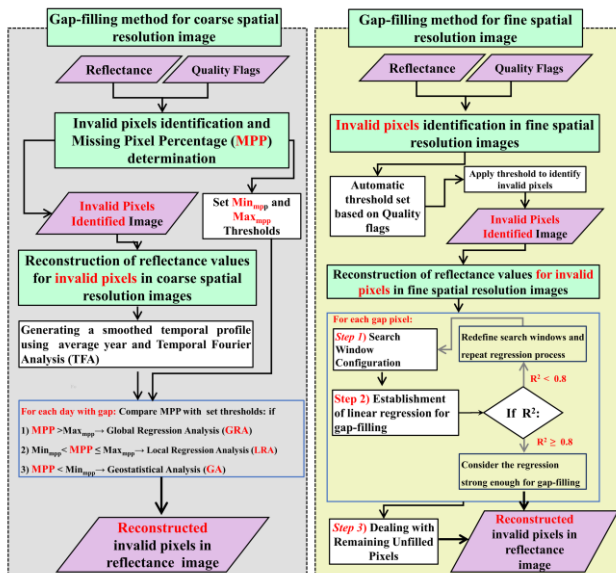 Gap-filling method for coarse spatial
resolution image
Reflectance
Quality Flags
Invalid pixels identification and
Missing Pixel Percentage (MPP)
determination
Invalid Pixels
Identified Image
Set Minmpp and
Maxmpp
Thresholds
Reconstruction of reflectance values
for invalid pixels in coarse spatial
resolution images
Generating a smoothed temporal profile
using average year and Temporal Fourier
Analysis (TFA)
For each day with gap: Compare MPP with set thresholds: if
1) MPP >Maxmpp→ Global Regression Analysis (GRA)
2) Minmpp< MPP ≤ Maxmpp→ Local Regression Analysis (LRA)
3) MPP < Minmpp→ Geostatistical Analysis (GA)
Reconstructed
invalid pixels in
reflectance image
Gap-filling method for fine spatial
resolution image
Reflectance
Quality Flags
Invalid pixels identification in fine spatial
resolution images
Automatic
threshold set
based on Quality
flags
Apply threshold to identify
invalid pixels
Invalid Pixels
Identified Image
Reconstruction of reflectance values for invalid
pixels in fine spatial resolution images
For each gap pixel:
Step 1) Search
Window
Configuration
Redefine search windows and
repeat regression process
R² < 0.8
Step 2) Establishment
of linear regression for
gap-filling
If R²:
R² ≥ 0.8
Consider the regression
strong enough for gap-filling
Step 3) Dealing with
Remaining Unfilled
Pixels
Reconstructed
invalid pixels in
reflectance
image